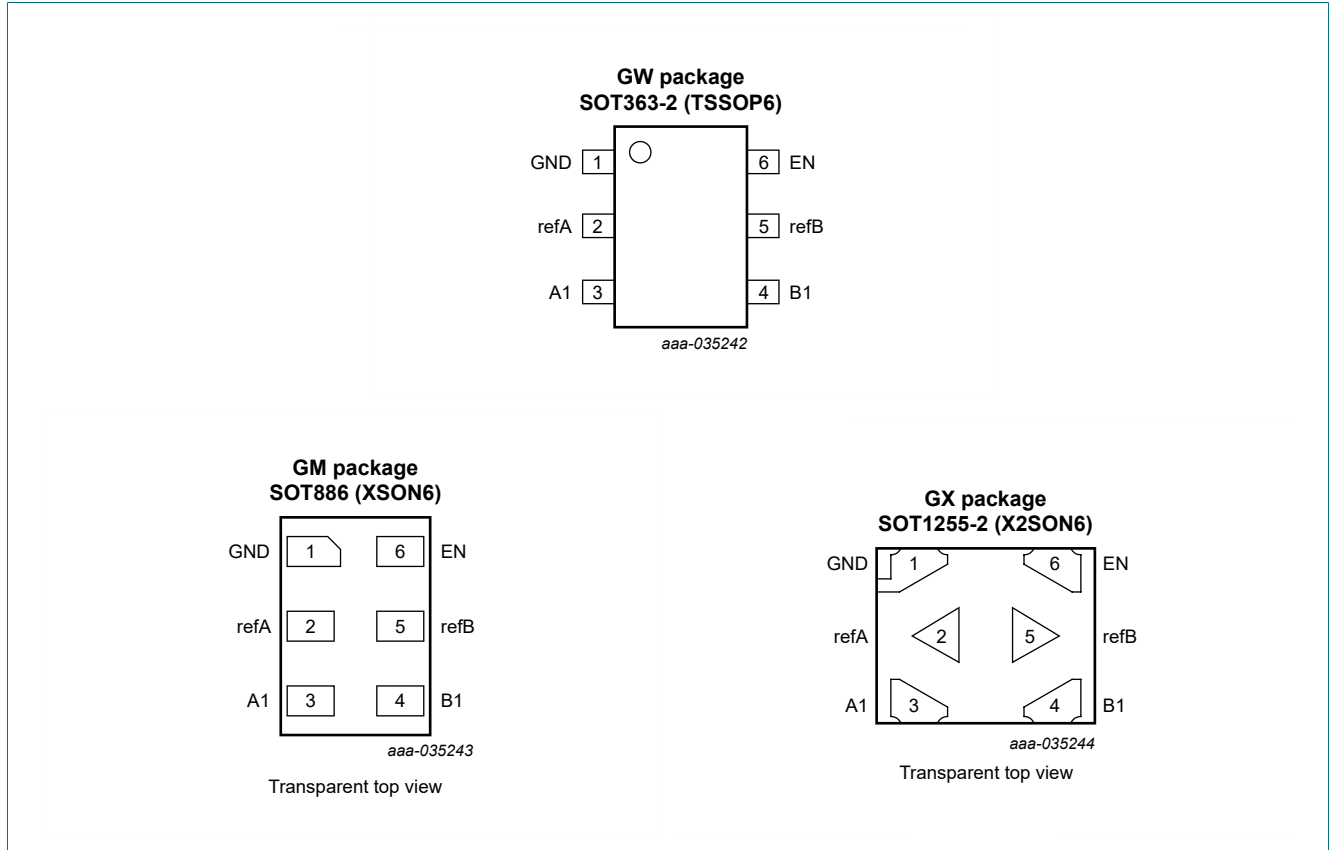 GW package
SOT363-2 (TSSOP6)
GND 1 6 EN
refA 2 5 refB
A1 3 4 B1
aaa-035242
GM package
SOT886 (XSON6)
GND 1 6 EN
refA 2 5 refB
A1 3 4 B1
aaa-035243
Transparent top view
GX package
SOT1255-2 (X2SON6)
GND 1 6 EN
refA 2 5 refB
A1 3 4 B1
aaa-035244
Transparent top view